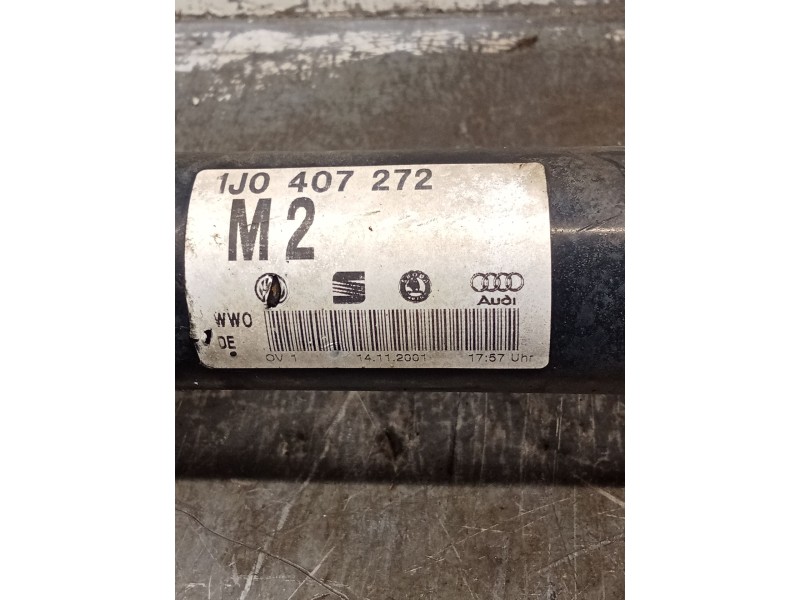 1J0 407 272
M2
Audi
WWO
DE
OV 1 14.11.2001 17:57 Uhr